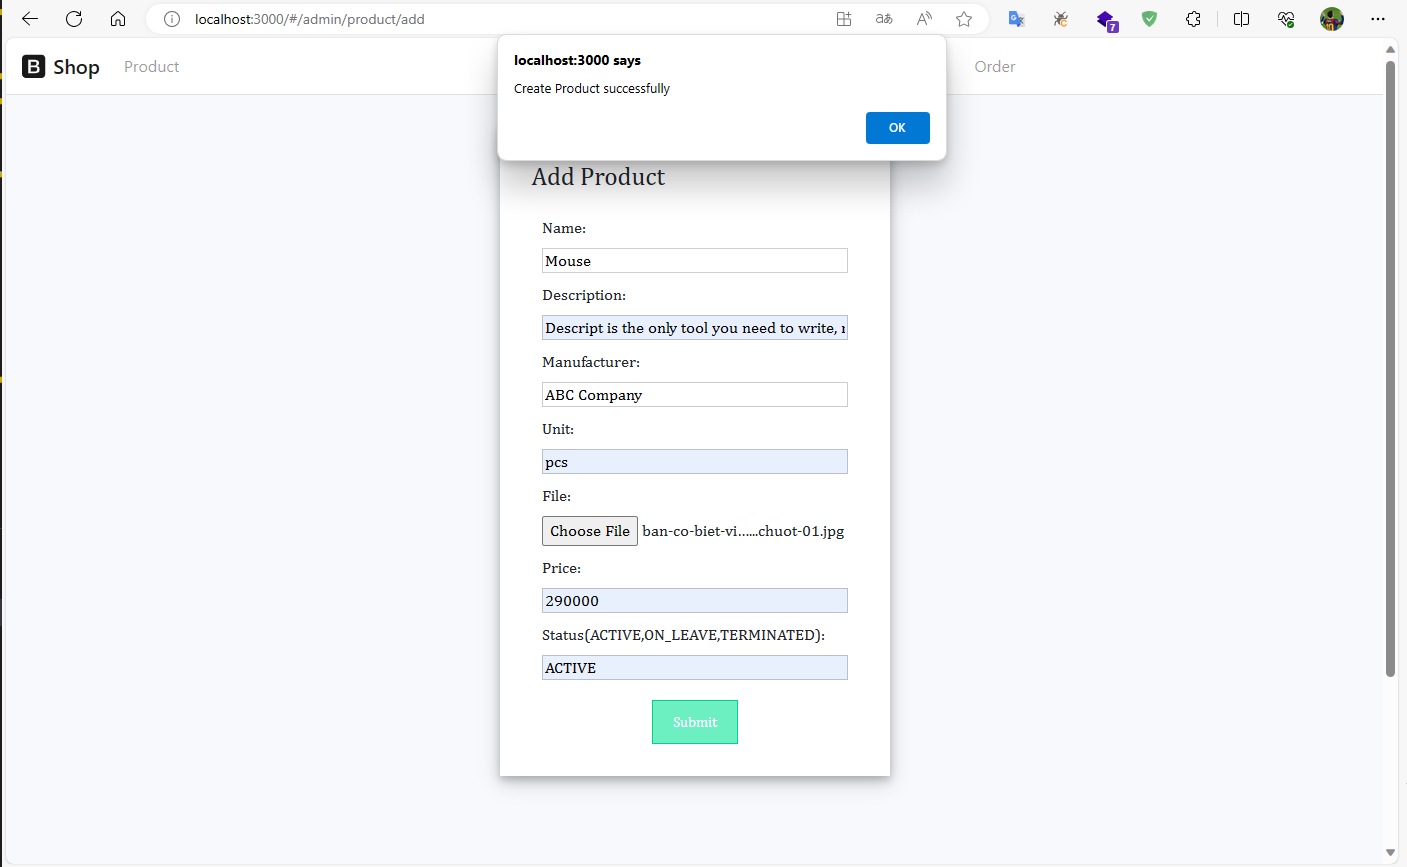 localhost:3000/#/admin/product/add
7
B Shop Product Order
localhost:3000 says
Create Product successfully
OK
Add Product
Name:
Mouse
Description:
Descript is the only tool you need to write,
Manufacturer:
ABC Company
Unit:
pcs
File:
Choose File ban-co-biet-vi......chuot-01.jpg
Price:
290000
Status(ACTIVE,ON_LEAVE,TERMINATED):
ACTIVE
Submit